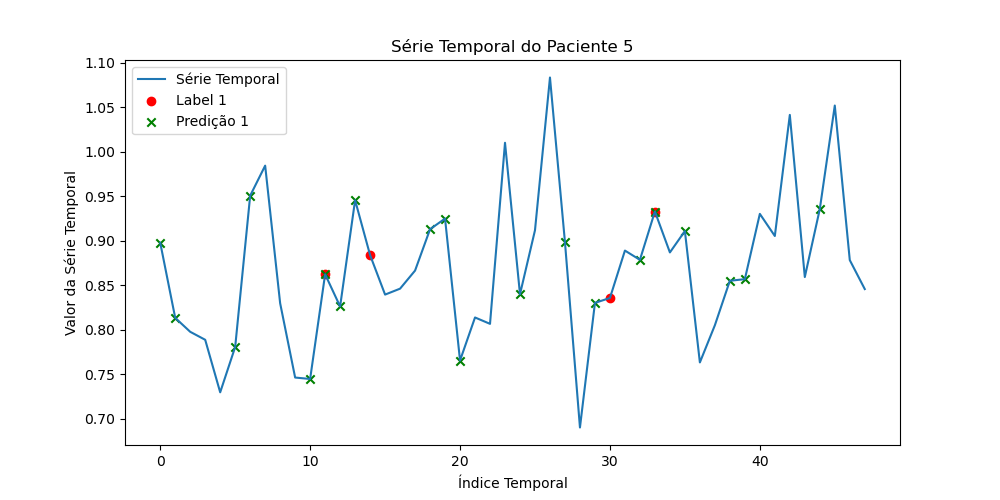 Série Temporal do Paciente 5
Série Temporal
Label 1
Predição 1
Valor da Série Temporal
1.10
1.05
1.00
0.95
0.90
0.85
0.80
0.75
0.70
0 10 20 30 40
Índice Temporal